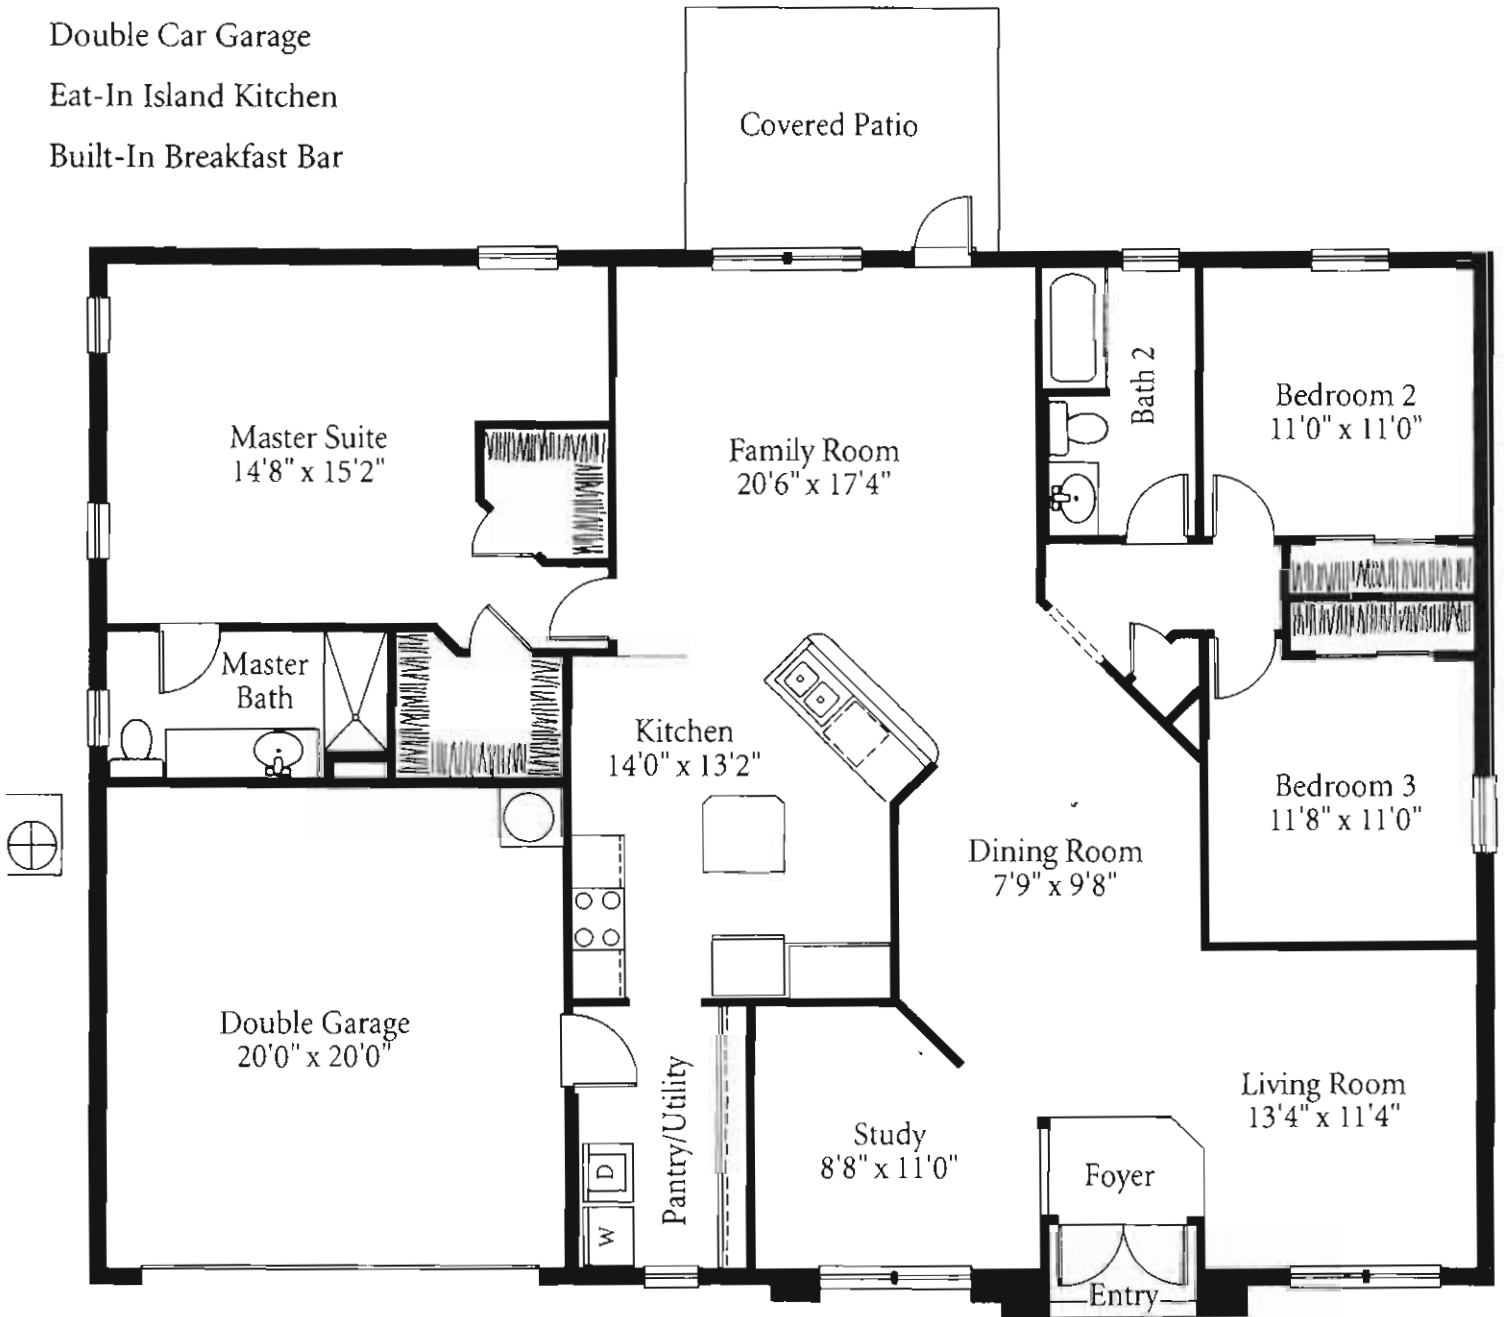 Double Car Garage
Eat-In Island Kitchen
Built-In Breakfast Bar
Covered Patio
Master Suite
14'8" x 15'2"
Family Room
20'6" x 17'4"
Bath 2
Bedroom 2
11'0" x 11'0"
Master
Bath
Kitchen
14'0" x 13'2"
Bedroom 3
11'8" x 11'0"
Dining Room
7'9" x 9'8"
Double Garage
20'0" x 20'0"
Pantry/Utility
D
W
Study
8'8" x 11'0"
Living Room
13'4" x 11'4"
Foyer
Entry